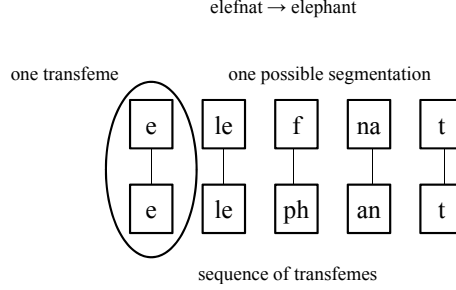 elefnat → elephant
one transfeme
one possible segmentation
e le f na t
e le ph an t
sequence of transfemes